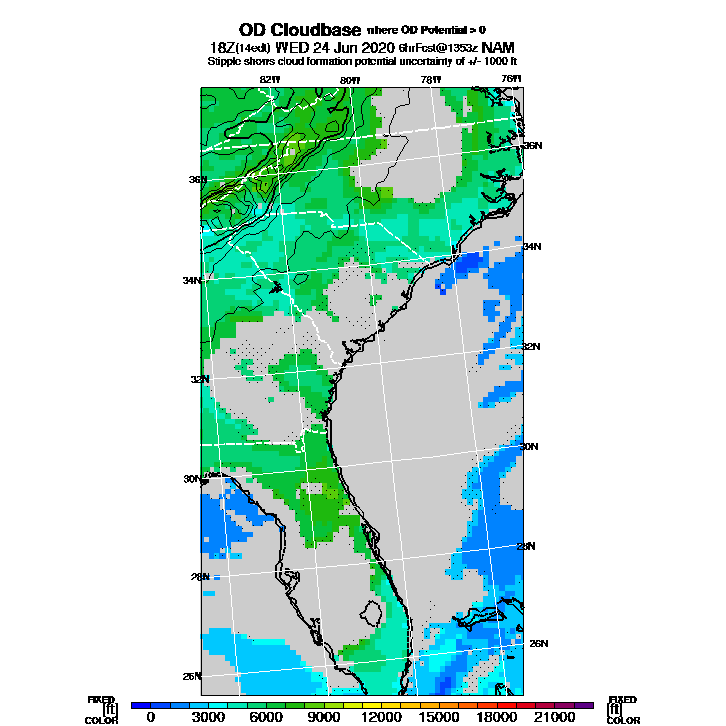 OD Cloudbase where OD Potential > 0
18Z(14edt) WED 24 Jun 2020 6hrFcst@1353z NAM
Stipple shows cloud formation potential uncertainty of +/- 1000 ft
82W 80W 78W 76W
36N 36N
34N 34N
32N 32N
30N 30N
28N 28N
26N 26N
FIXED FIXED
[ft] [ft]
COLOR COLOR
0 3000 6000 9000 12000 15000 18000 21000